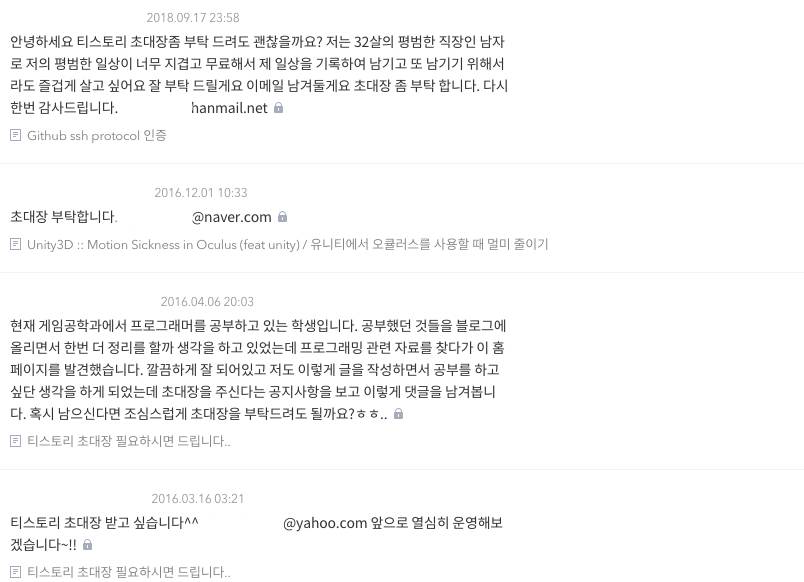 2018.09.17 23:58
안녕하세요 티스토리 초대장좀 부탁 드려도 괜찮을까요? 저는 32살의 평범한 직장인 남자
로 저의 평범한 일상이 너무 지겹고 무료해서 제 일상을 기록하여 남기고 또 남기기 위해서
라도 즐겁게 살고 싶어요 잘 부탁 드릴게요 이메일 남겨둘게요 초대장 좀 부탁 합니다. 다시
한번 감사드립니다. hanmail.net
Github ssh protocol 인증
2016.12.01 10:33
초대장 부탁합니다. @naver.com
Unity3D :: Motion Sickness in Oculus (feat unity) / 유니티에서 오큘러스를 사용할 때 멀미 줄이기
2016.04.06 20:03
현재 게임공학과에서 프로그래머를 공부하고 있는 학생입니다. 공부했던 것들을 블로그에
올리면서 한번 더 정리를 할까 생각을 하고 있었는데 프로그래밍 관련 자료를 찾다가 이 홈
페이지를 발견했습니다. 깔끔하게 잘 되어있고 저도 이렇게 글을 작성하면서 공부를 하고
싶단 생각을 하게 되었는데 초대장을 주신다는 공지사항을 보고 이렇게 댓글을 남겨봅니
다. 혹시 남으신다면 조심스럽게 초대장을 부탁드려도 될까요?ㅎㅎ..
티스토리 초대장 필요하시면 드립니다..
2016.03.16 03:21
티스토리 초대장 받고 싶습니다^^ @yahoo.com 앞으로 열심히 운영해보
겠습니다~!!
티스토리 초대장 필요하시면 드립니다..